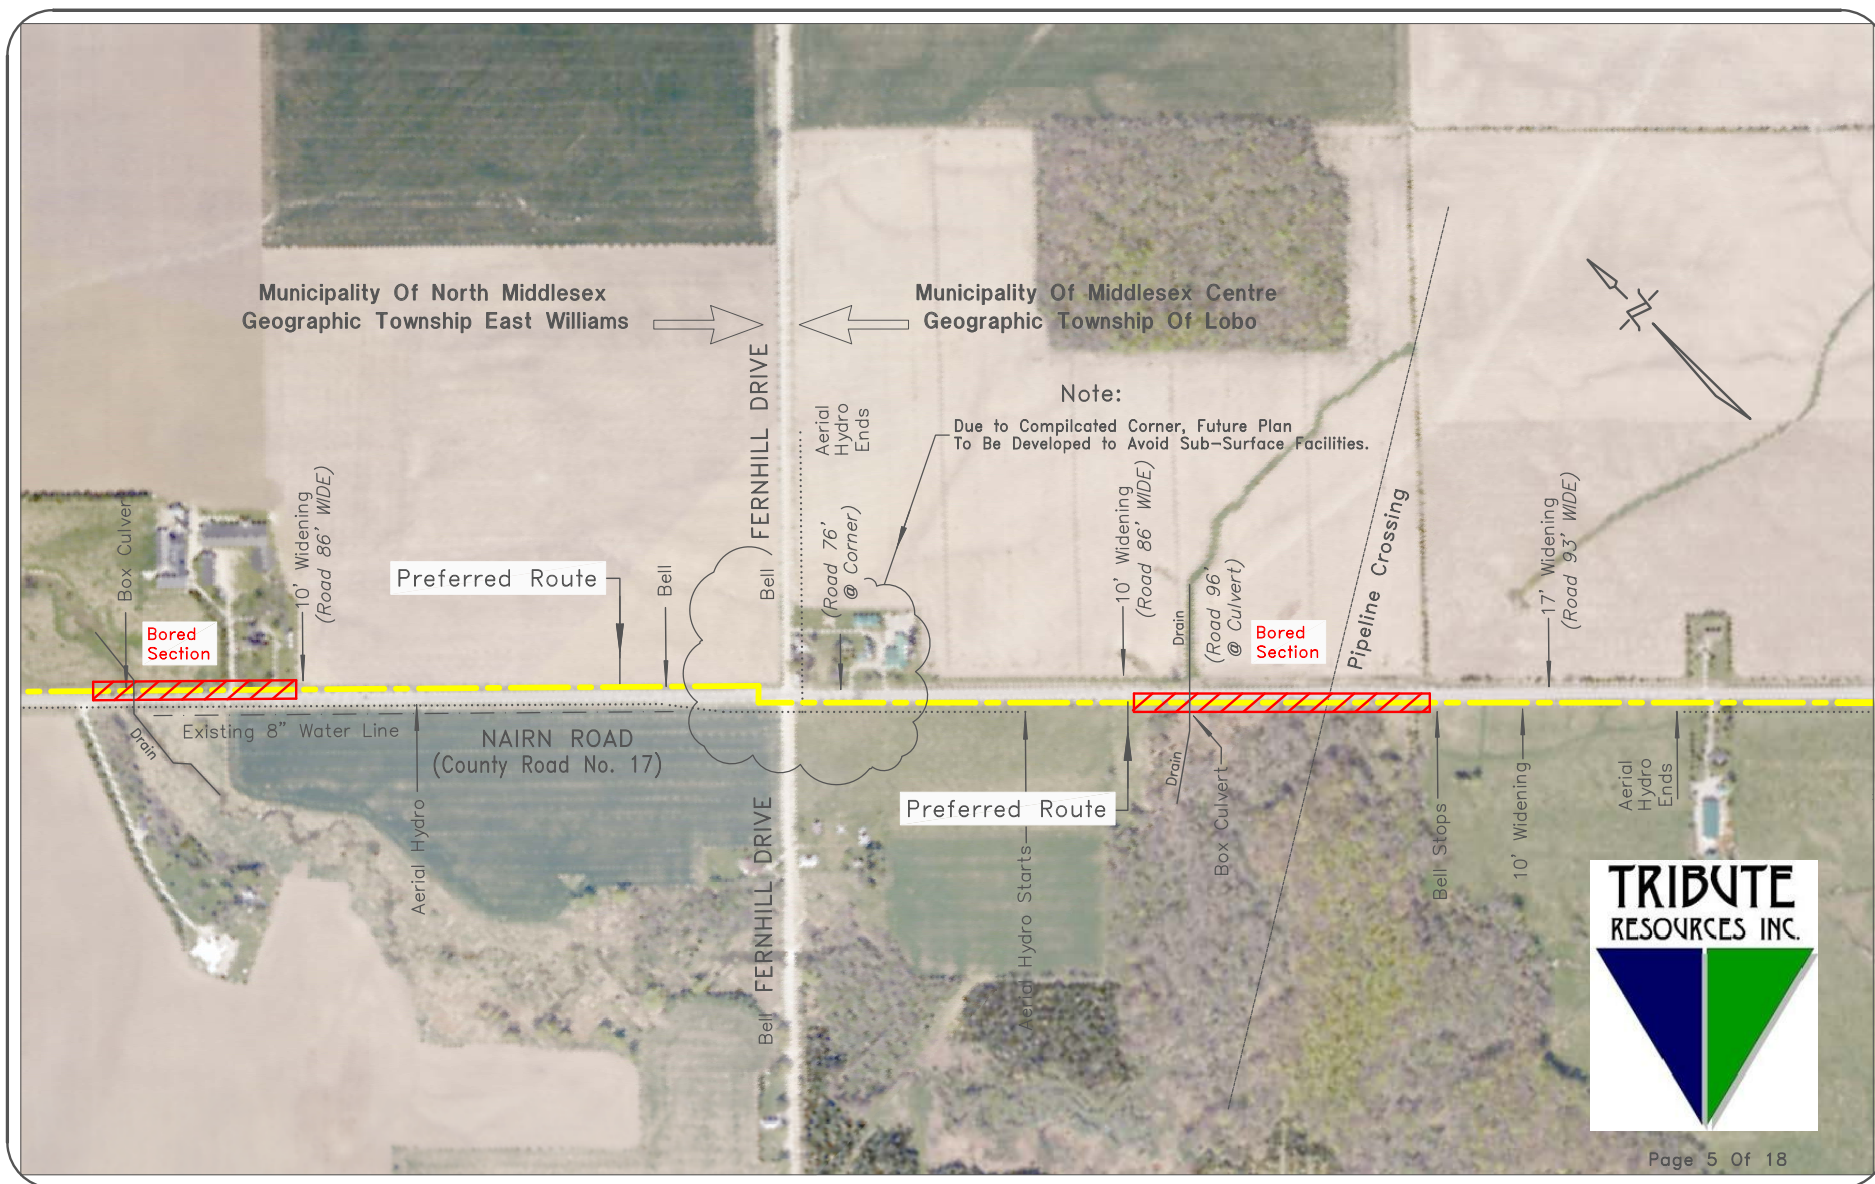 Municipality Of North Middlesex
Geographic Township East Williams
Municipality Of Middlesex Centre
Geographic Township Of Lobo
FERNHILL DRIVE
Aerial
Hydro
Ends
Note:
Due to Compilcated Corner, Future Plan
To Be Developed to Avoid Sub-Surface Facilities.
Box Culvert
10' Widening
(Road 86' WIDE)
Preferred Route
Bell
Bell
(Road 76'
@ Corner)
10' Widening
(Road 86' WIDE)
Drain
(Road 96'
@ Culvert)
Pipeline Crossing
17' Widening
(Road 93' WIDE)
Bored
Section
Bored
Section
Drain
Existing 8" Water Line
NAIRN ROAD
(County Road No. 17)
Aerial Hydro
Bell
FERNHILL DRIVE
Preferred Route
Aerial Hydro Starts
Drain
Box Culvert
Bell Stops
10' Widening
Aerial
Hydro
Ends
N
TRIBUTE
RESOURCES INC.
Page 5 Of 18